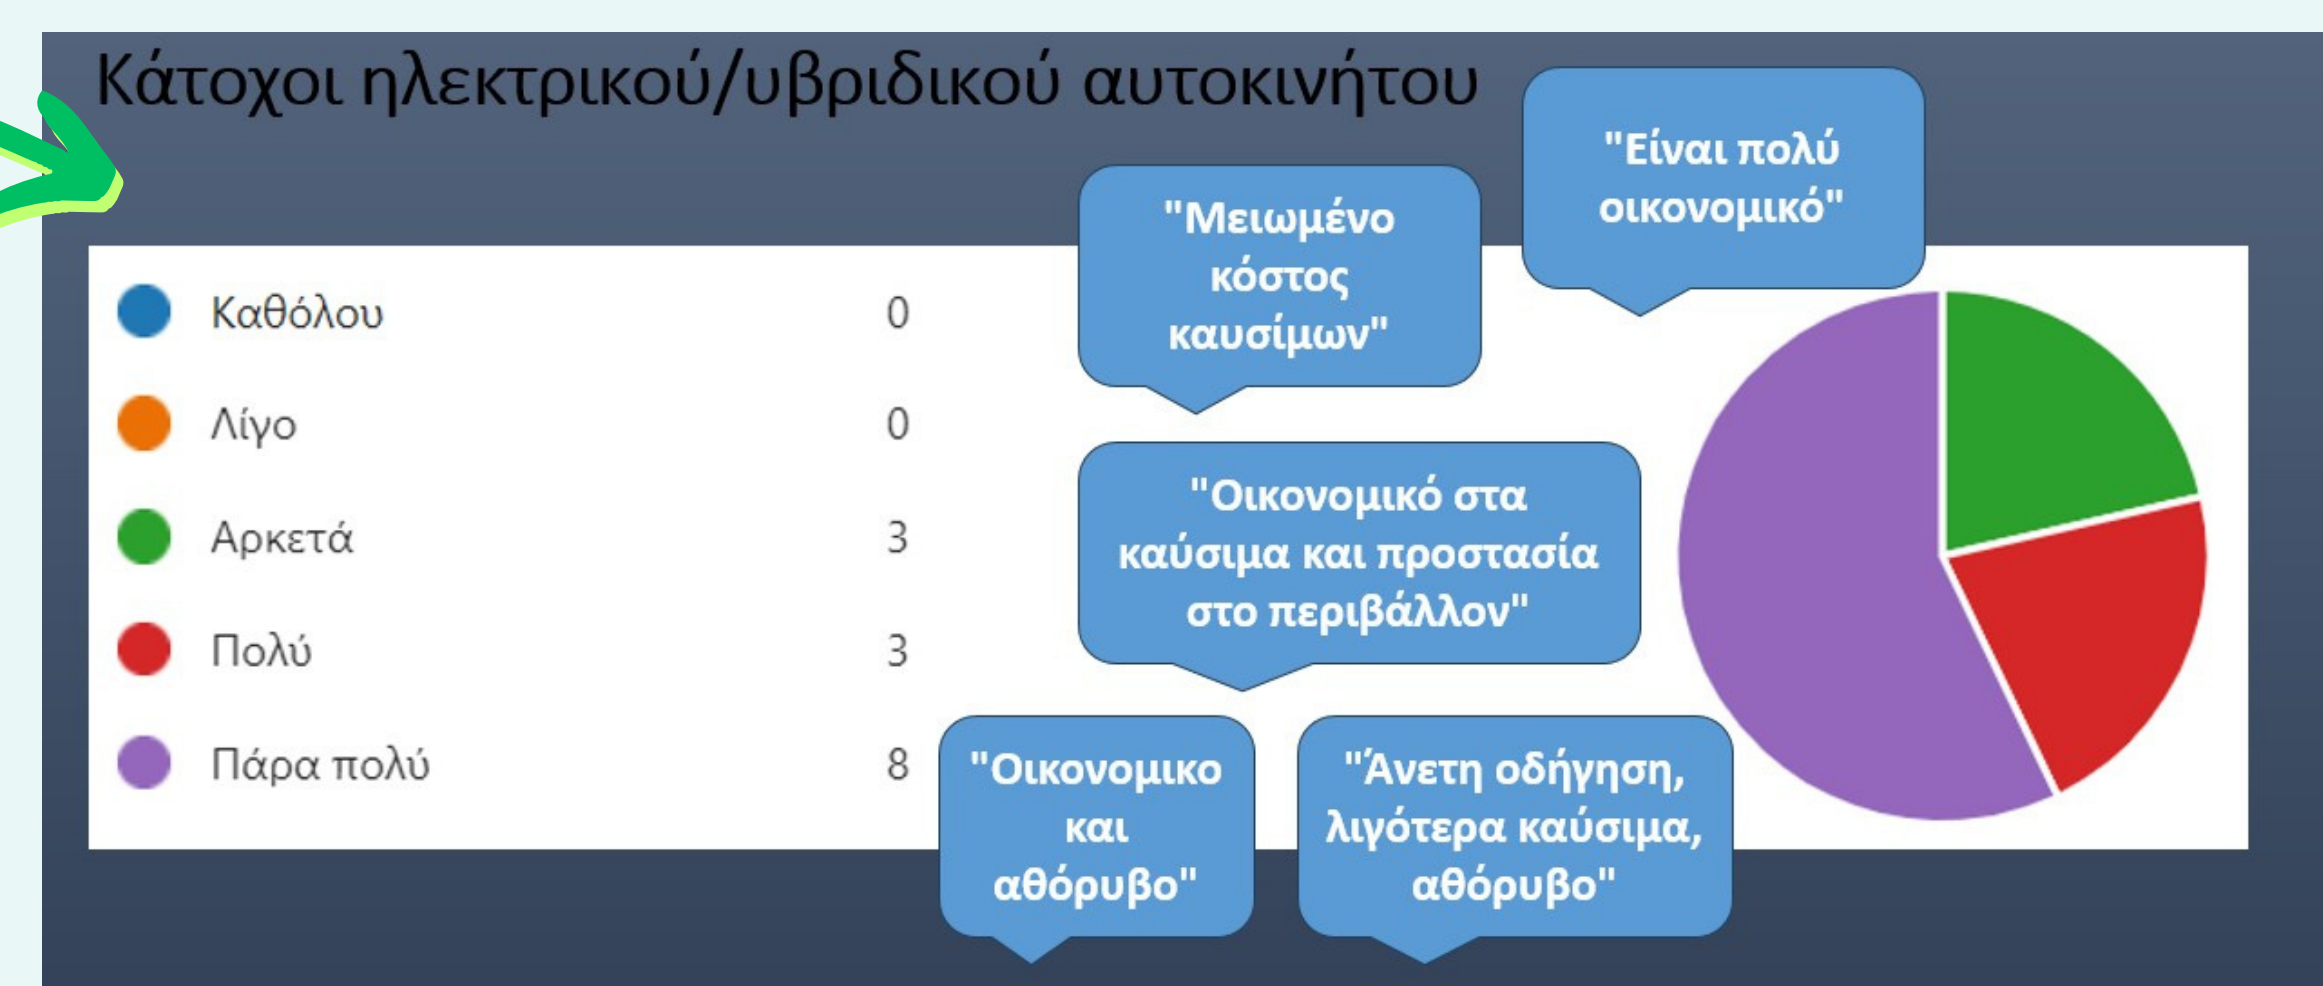 Κάτοχοι ηλεκτρικού/υβριδικού αυτοκινήτου
"Είναι πολύ
οικονομικό"
"Μειωμένο
κόστος
καυσίμων"
Καθόλου 0
Λίγο 0
Αρκετά 3
Πολύ 3
Πάρα πολύ 8
"Οικονομικό στα
καύσιμα και προστασία
στο περιβάλλον"
"Οικονομικο
και
αθόρυβο"
"Άνετη οδήγηση,
λιγότερα καύσιμα,
αθόρυβο"